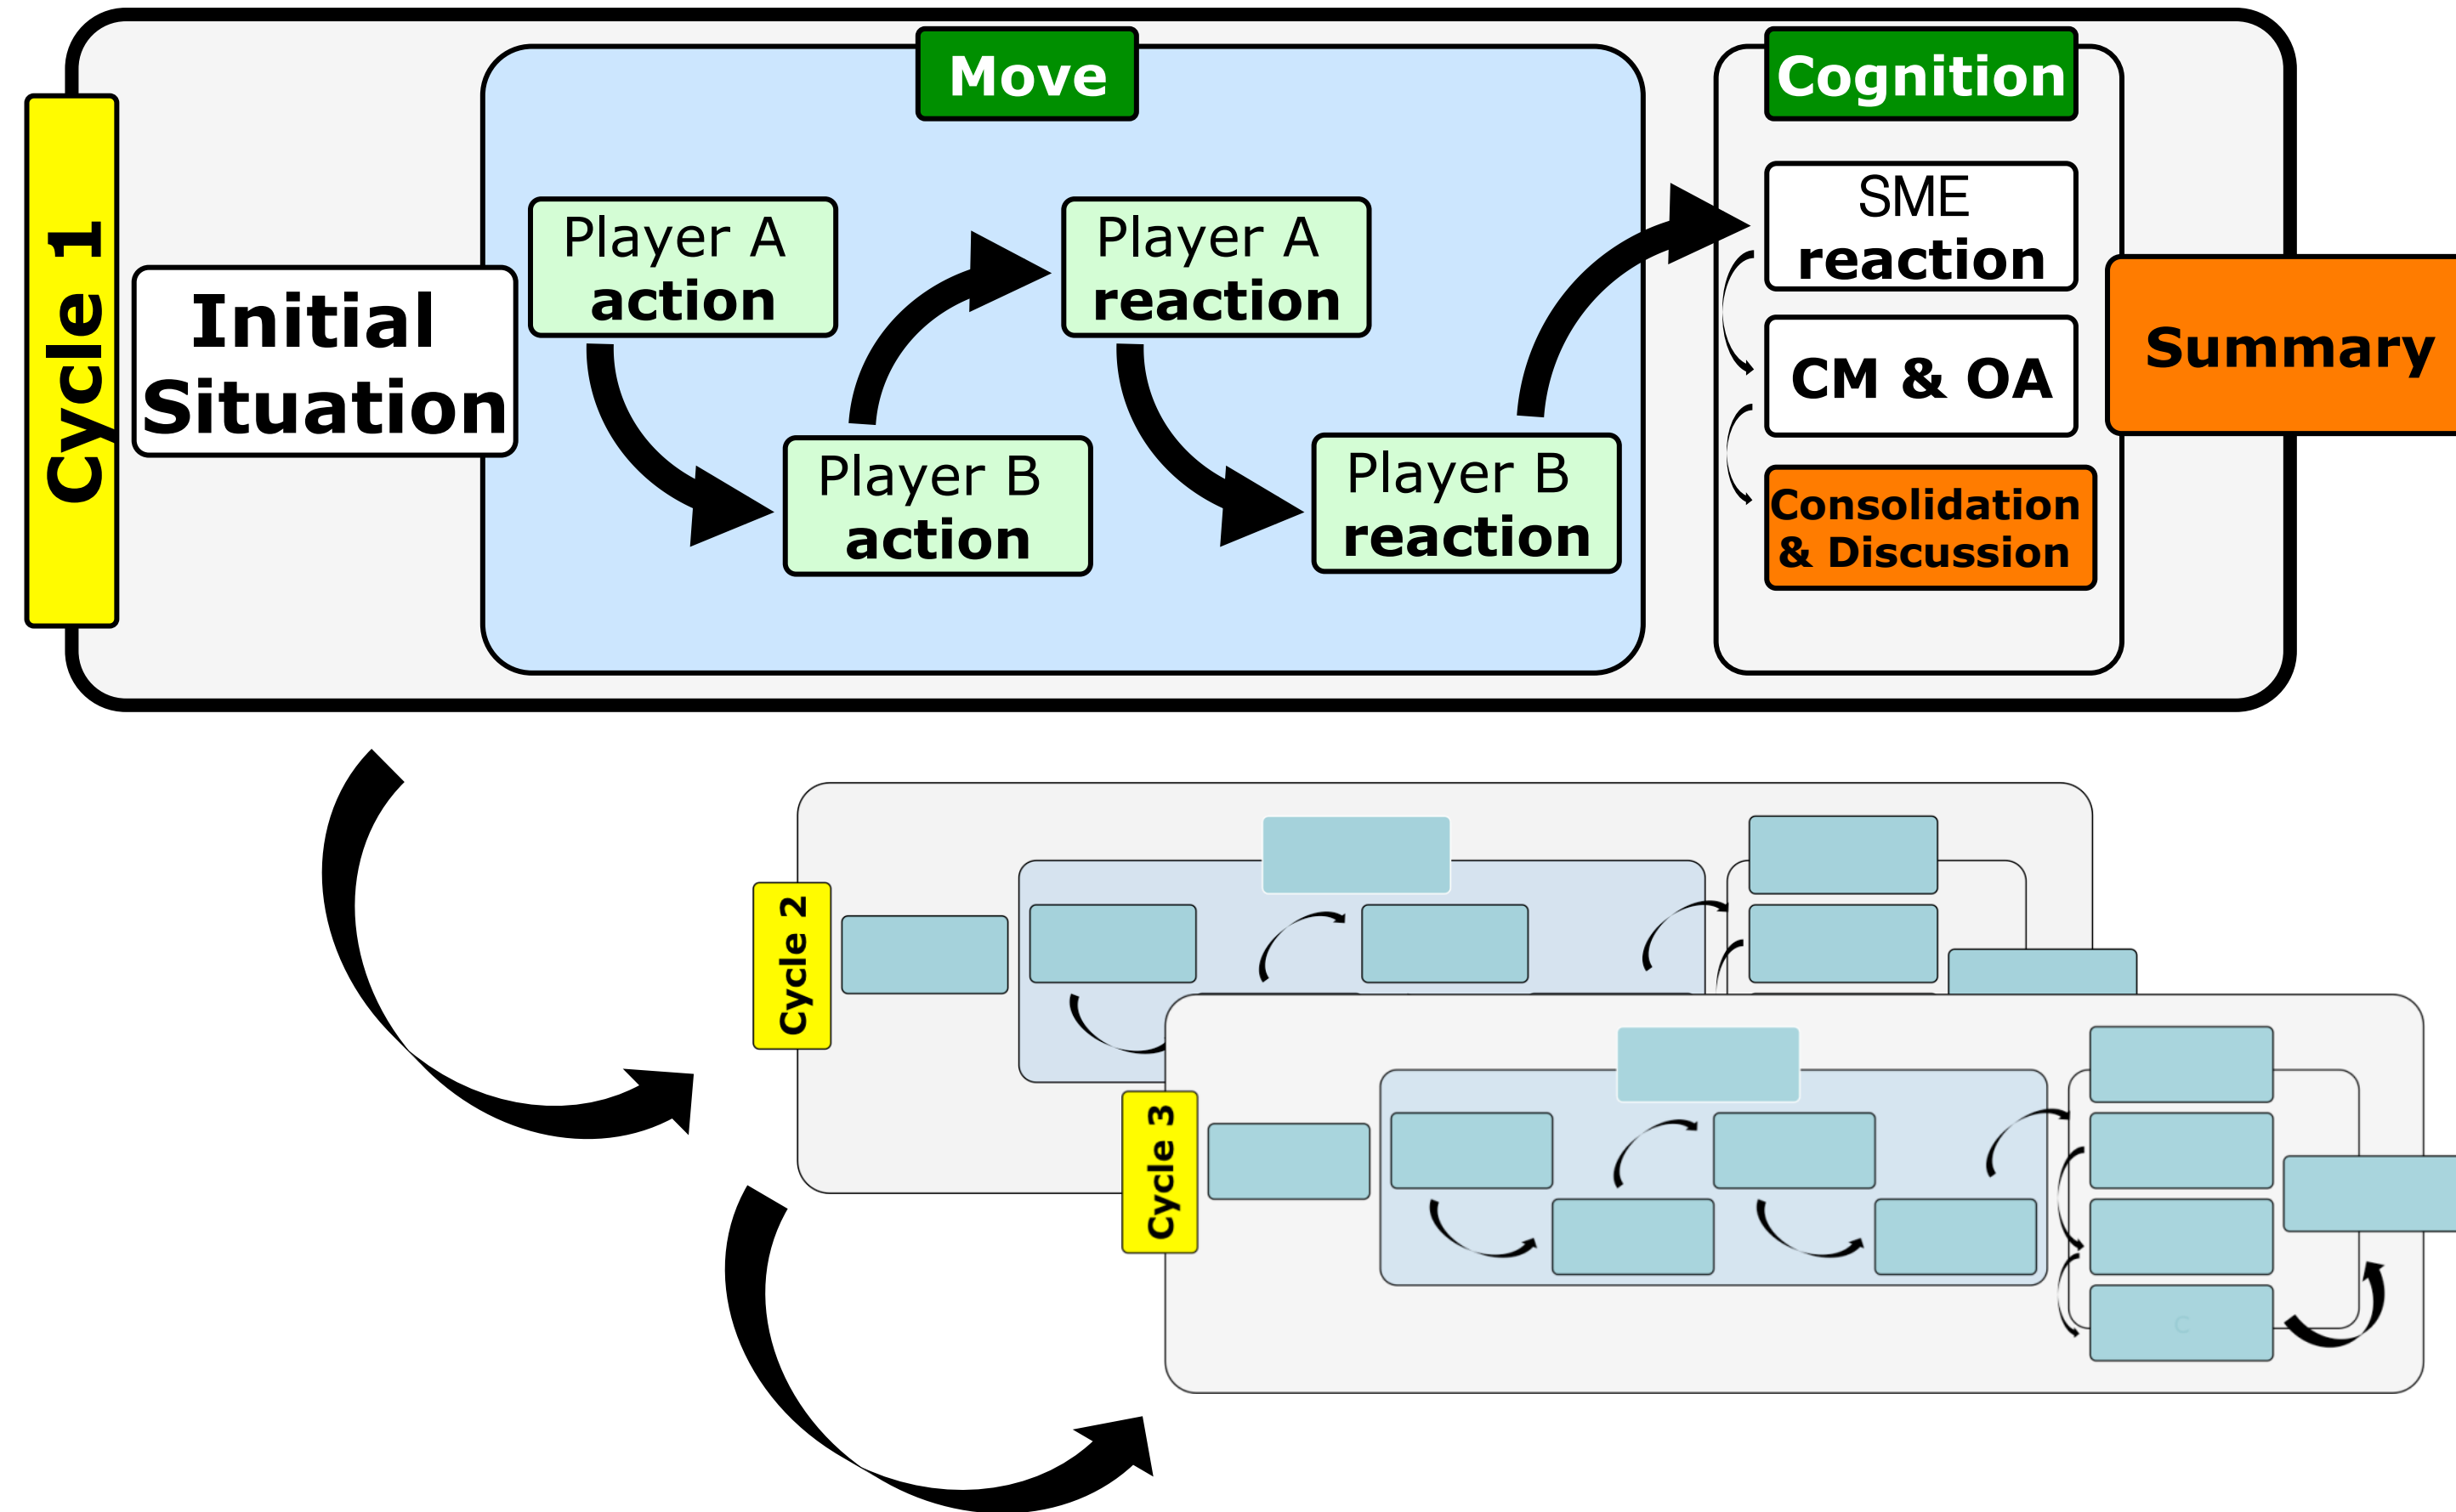 Cycle 1
Initial
Situation
Move
Player A
action
Player B
action
Player A
reaction
Player B
reaction
Cognition
SME
reaction
CM & OA
Consolidation
& Discussion
Summary
Cycle 2
Cycle 3
C